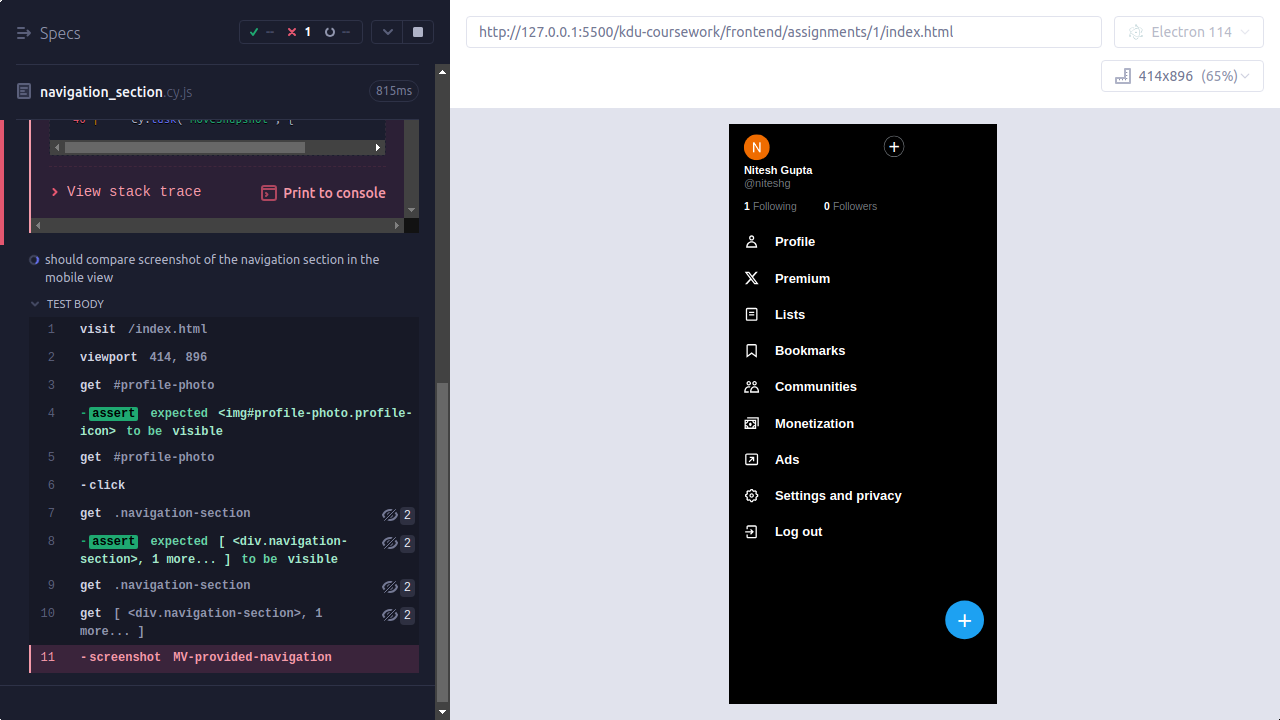 Specs
✓ -- ✕ 1 --
navigation_section.cy.js 815ms
View stack trace
Print to console
should compare screenshot of the navigation section in the
mobile view
TEST BODY
1 visit /index.html
2 viewport 414, 896
3 get #profile-photo
4 -assert expected <img#profile-photo.profile-
icon> to be visible
5 get #profile-photo
6 -click
7 get .navigation-section 2
8 -assert expected [ <div.navigation-
section>, 1 more... ] to be visible 2
9 get .navigation-section 2
10 get [ <div.navigation-section>, 1
more... ] 2
11 -screenshot MV-provided-navigation
http://127.0.0.1:5500/kdu-coursework/frontend/assignments/1/index.html
Electron 114
414x896 (65%)
N
Nitesh Gupta
@niteshg
1 Following 0 Followers
Profile
Premium
Lists
Bookmarks
Communities
Monetization
Ads
Settings and privacy
Log out